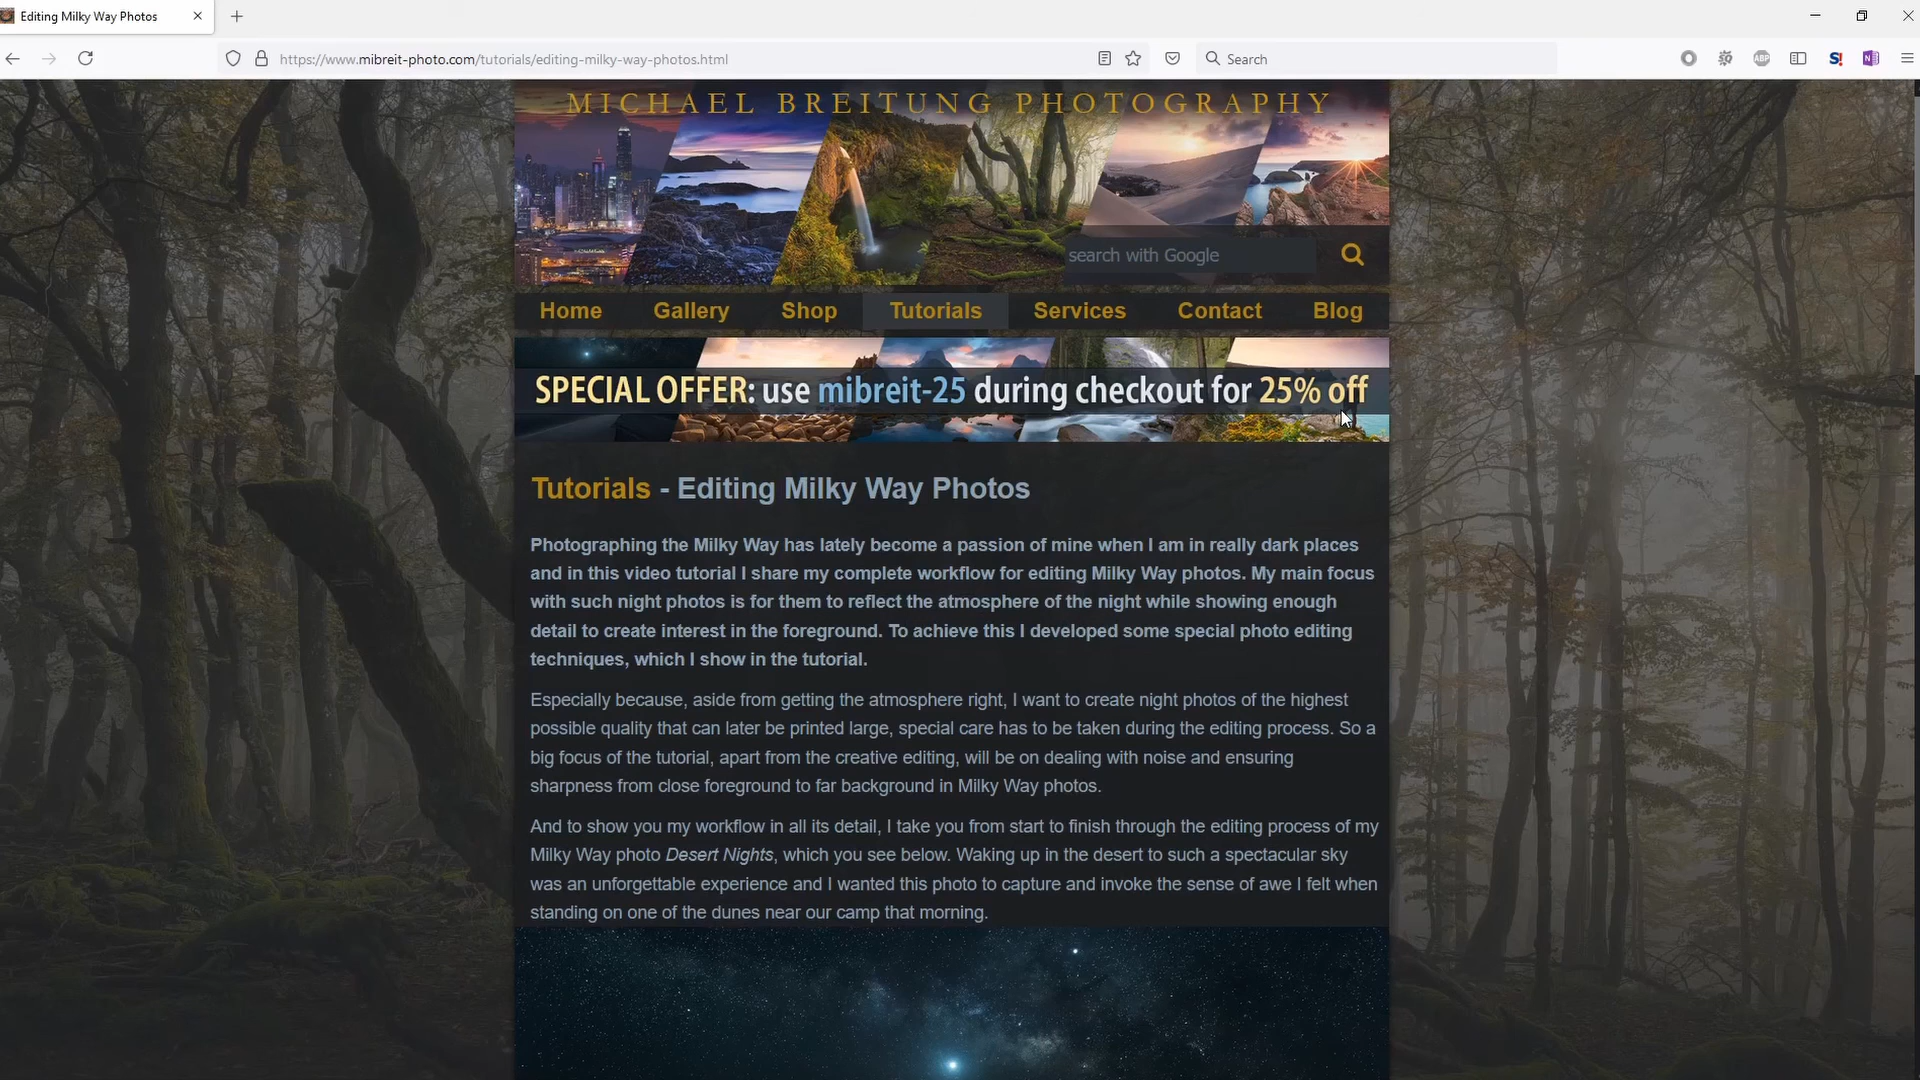 Editing Milky Way Photos
https://www.mibreit-photo.com/tutorials/editing-milky-way-photos.html
Search
ABP
S!
N
MICHAEL BREITUNG PHOTOGRAPHY
search with Google
Home Gallery Shop Tutorials Services Contact Blog
SPECIAL OFFER: use mibreit-25 during checkout for 25% off
Tutorials - Editing Milky Way Photos
Photographing the Milky Way has lately become a passion of mine when I am in really dark places
and in this video tutorial I share my complete workflow for editing Milky Way photos. My main focus
with such night photos is for them to reflect the atmosphere of the night while showing enough
detail to create interest in the foreground. To achieve this I developed some special photo editing
techniques, which I show in the tutorial.
Especially because, aside from getting the atmosphere right, I want to create night photos of the highest
possible quality that can later be printed large, special care has to be taken during the editing process. So a
big focus of the tutorial, apart from the creative editing, will be on dealing with noise and ensuring
sharpness from close foreground to far background in Milky Way photos.
And to show you my workflow in all its detail, I take you from start to finish through the editing process of my
Milky Way photo Desert Nights, which you see below. Waking up in the desert to such a spectacular sky
was an unforgettable experience and I wanted this photo to capture and invoke the sense of awe I felt when
standing on one of the dunes near our camp that morning.